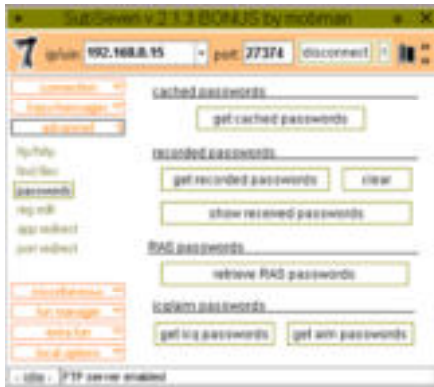 SubSeven v 2.1.3 BONUS by mobman
ip/uin: 192.168.0.15 port: 27374 disconnect
connection
keys/messages
advanced
ftp/http
find files
passwords
reg edit
app redirect
port redirect
miscellaneous
fun manager
extra fun
local options
cached passwords
get cached passwords
recorded passwords
get recorded passwords clear
show received passwords
RAS passwords
retrieve RAS passwords
icq/aim passwords
get icq passwords get aim passwords
- idle - FTP server enabled